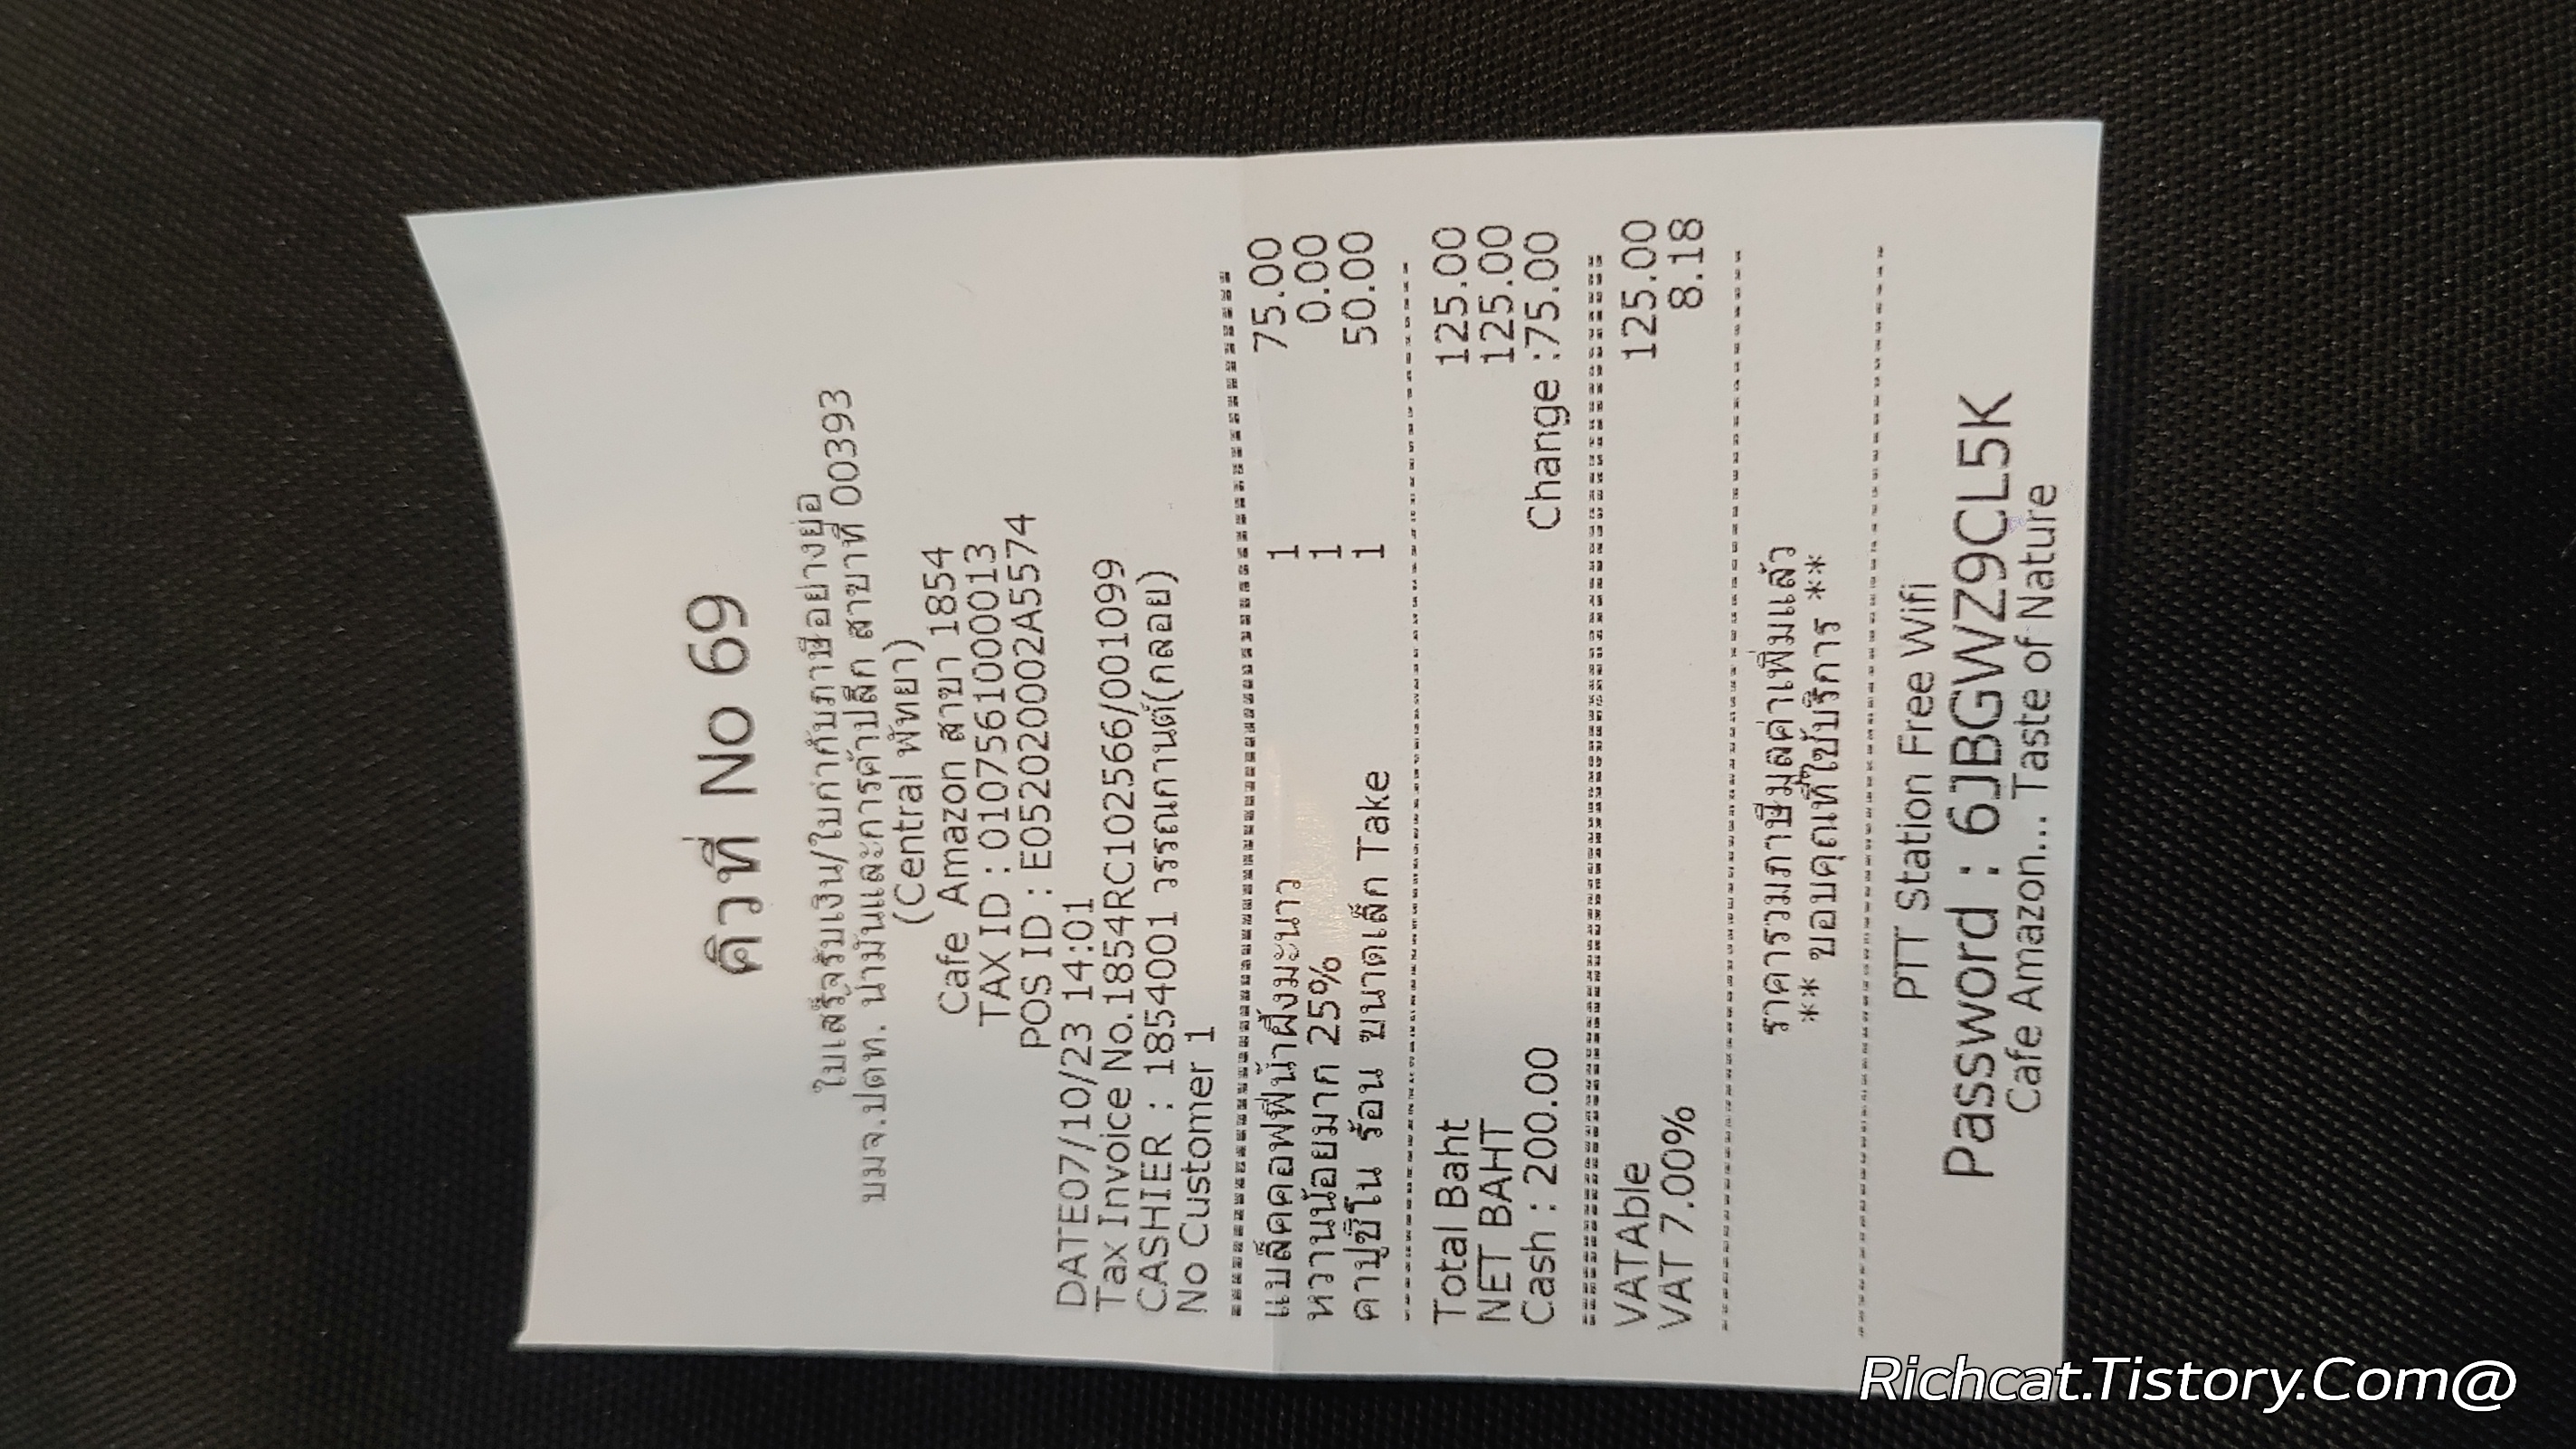 คิวที่ No 69
ใบเสร็จรับเงิน/ใบกำกับภาษีอย่างย่อ
บมจ.ปตท. น้ำมันและการค้าปลีก สาขาที่ 00393
(Central พัทยา)
Cafe Amazon สาขา 1854
TAX ID : 0107561000013
POS ID : E052020002A5574
DATE07/10/23 14:01
Tax Invoice No.1854RC102566/001099
CASHIER : 1854001 วรรณกานต์(กลอย)
No Customer 1
แบล็คคอฟฟี่น้ำผึ้งมะนาว 1 75.00
หวานน้อยมาก 25% 1 0.00
คาปูชิโน ร้อน ขนาดเล็ก Take 1 50.00
Total Baht 125.00
NET BAHT 125.00
Cash : 200.00 Change :75.00
VATAble 125.00
VAT 7.00% 8.18
ราคารวมภาษีมูลค่าเพิ่มแล้ว
** ขอบคุณที่ใช้บริการ **
PTT Station Free Wifi
Password : 6JBGWZ9CL5K
Cafe Amazon... Taste of Nature
Richcat.Tistory.Com@